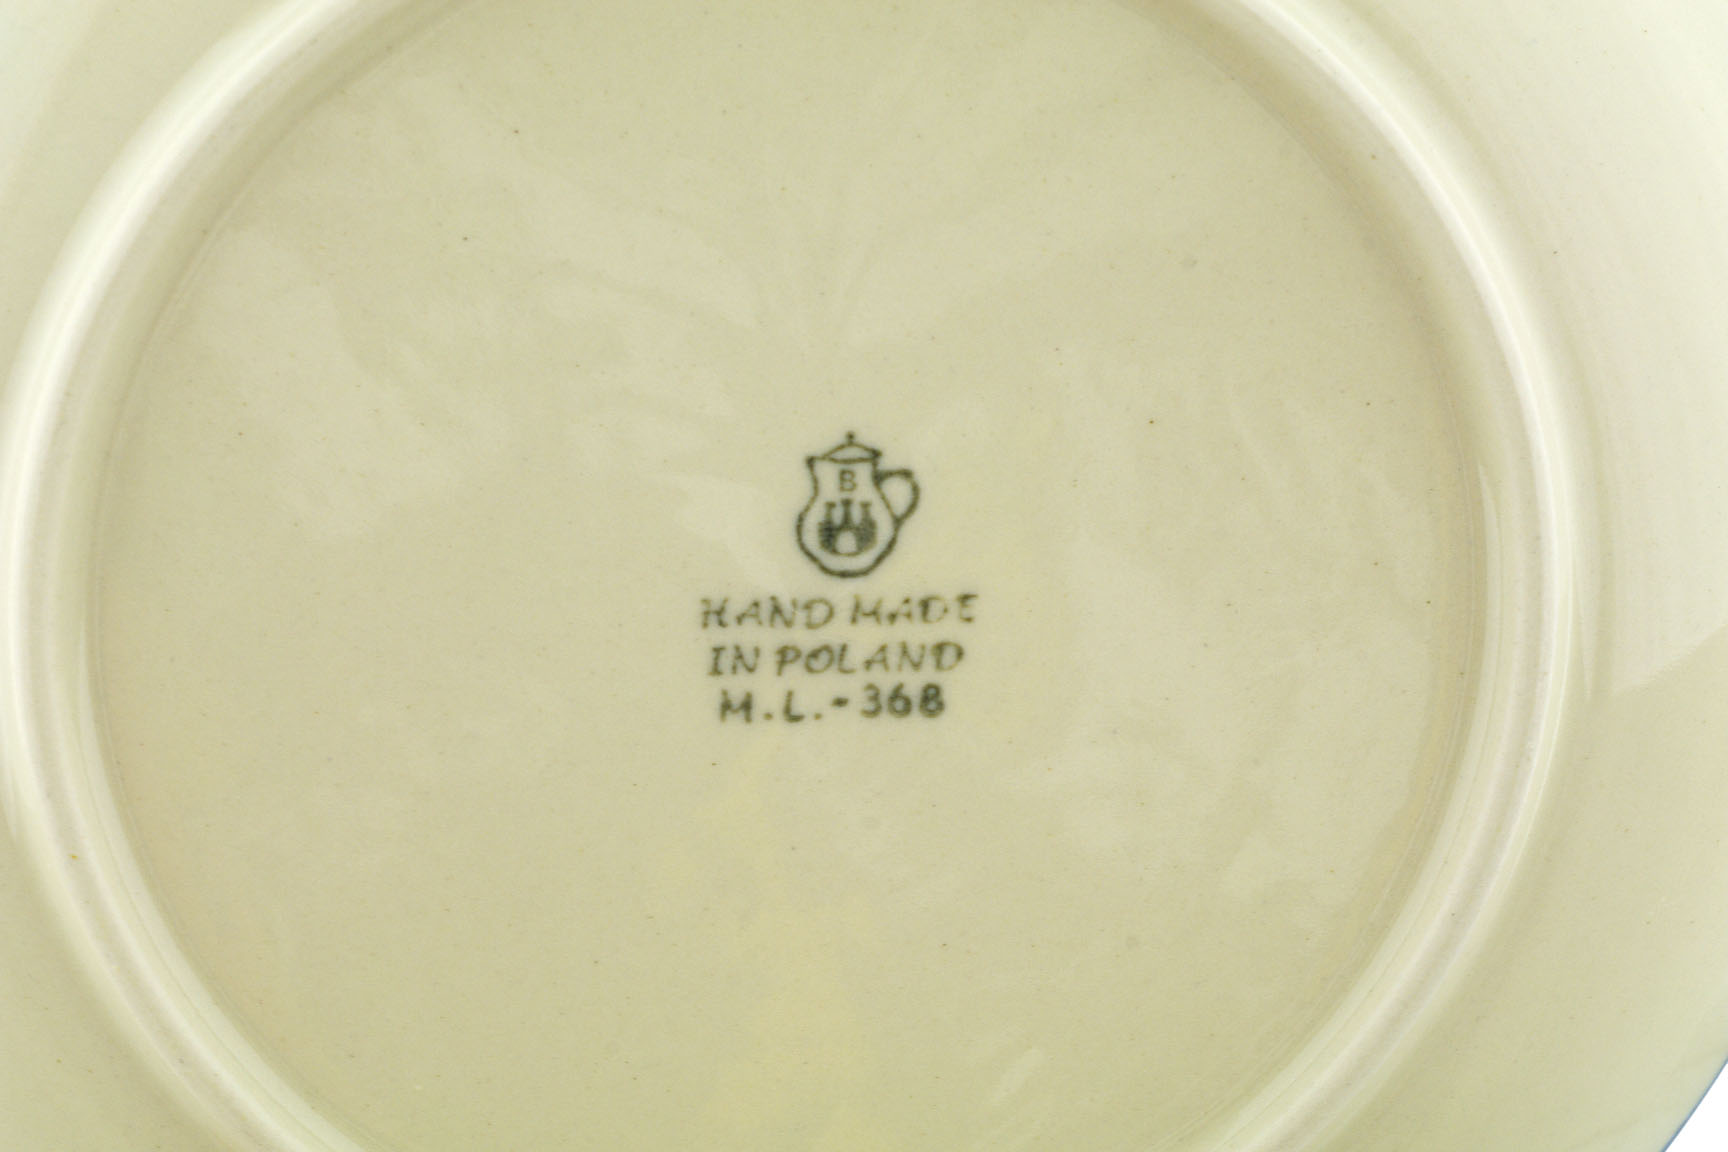 B
HAND MADE
IN POLAND
M.L.-368